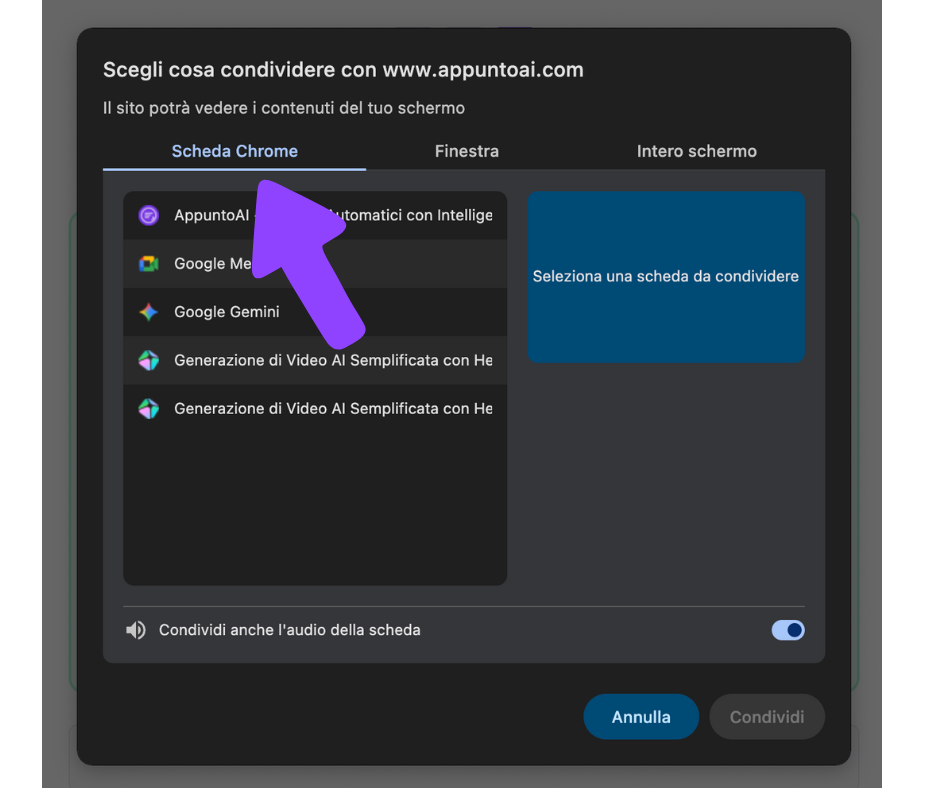 Scegli cosa condividere con www.appuntoai.com
Il sito potrà vedere i contenuti del tuo schermo
Scheda Chrome
Finestra
Intero schermo
AppuntoAI - utomatici con Intellige
Google Me
Google Gemini
Generazione di Video AI Semplificata con He
Generazione di Video AI Semplificata con He
Seleziona una scheda da condividere
Condividi anche l'audio della scheda
Annulla
Condividi